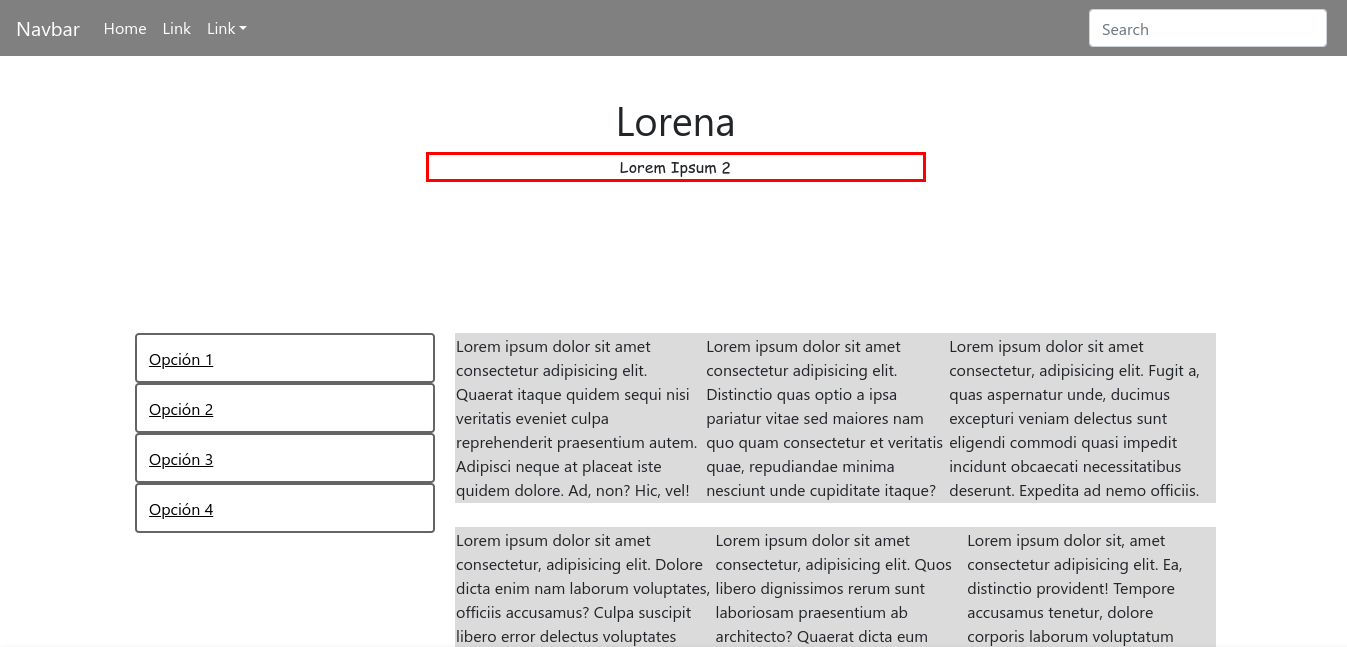 Navbar Home Link Link Search
Lorena
Lorem Ipsum 2
Opción 1
Opción 2
Opción 3
Opción 4
Lorem ipsum dolor sit amet
consectetur adipisicing elit.
Quaerat itaque quidem sequi nisi
veritatis eveniet culpa
reprehenderit praesentium autem.
Adipisci neque at placeat iste
quidem dolore. Ad, non? Hic, vel!
Lorem ipsum dolor sit amet
consectetur adipisicing elit.
Distinctio quas optio a ipsa
pariatur vitae sed maiores nam
quo quam consectetur et veritatis
quae, repudiandae minima
nesciunt unde cupiditate itaque?
Lorem ipsum dolor sit amet
consectetur, adipisicing elit. Fugit a,
quas aspernatur unde, ducimus
excepturi veniam delectus sunt
eligendi commodi quasi impedit
incidunt obcaecati necessitatibus
deserunt. Expedita ad nemo officiis.
Lorem ipsum dolor sit amet
consectetur, adipisicing elit. Dolore
dicta enim nam laborum voluptates,
officiis accusamus? Culpa suscipit
libero error delectus voluptates
Lorem ipsum dolor sit amet
consectetur, adipisicing elit. Quos
libero dignissimos rerum sunt
laboriosam praesentium ab
architecto? Quaerat dicta eum
Lorem ipsum dolor sit, amet
consectetur adipisicing elit. Ea,
distinctio provident! Tempore
accusamus tenetur, dolore
corporis laborum voluptatum